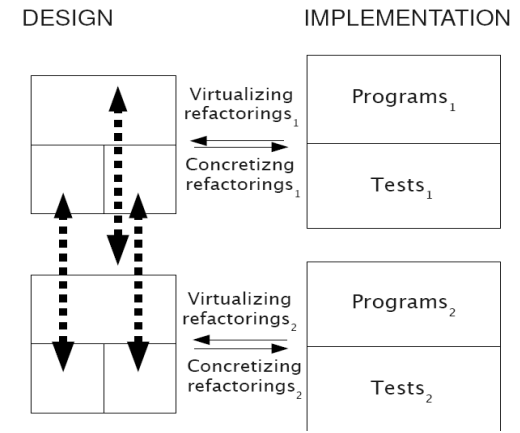 DESIGN
IMPLEMENTATION
Virtualizing
refactorings₁
Concretizng
refactorings₁
Programs₁
Tests₁
Virtualizing
refactorings₂
Concretizing
refactorings₂
Programs₂
Tests₂